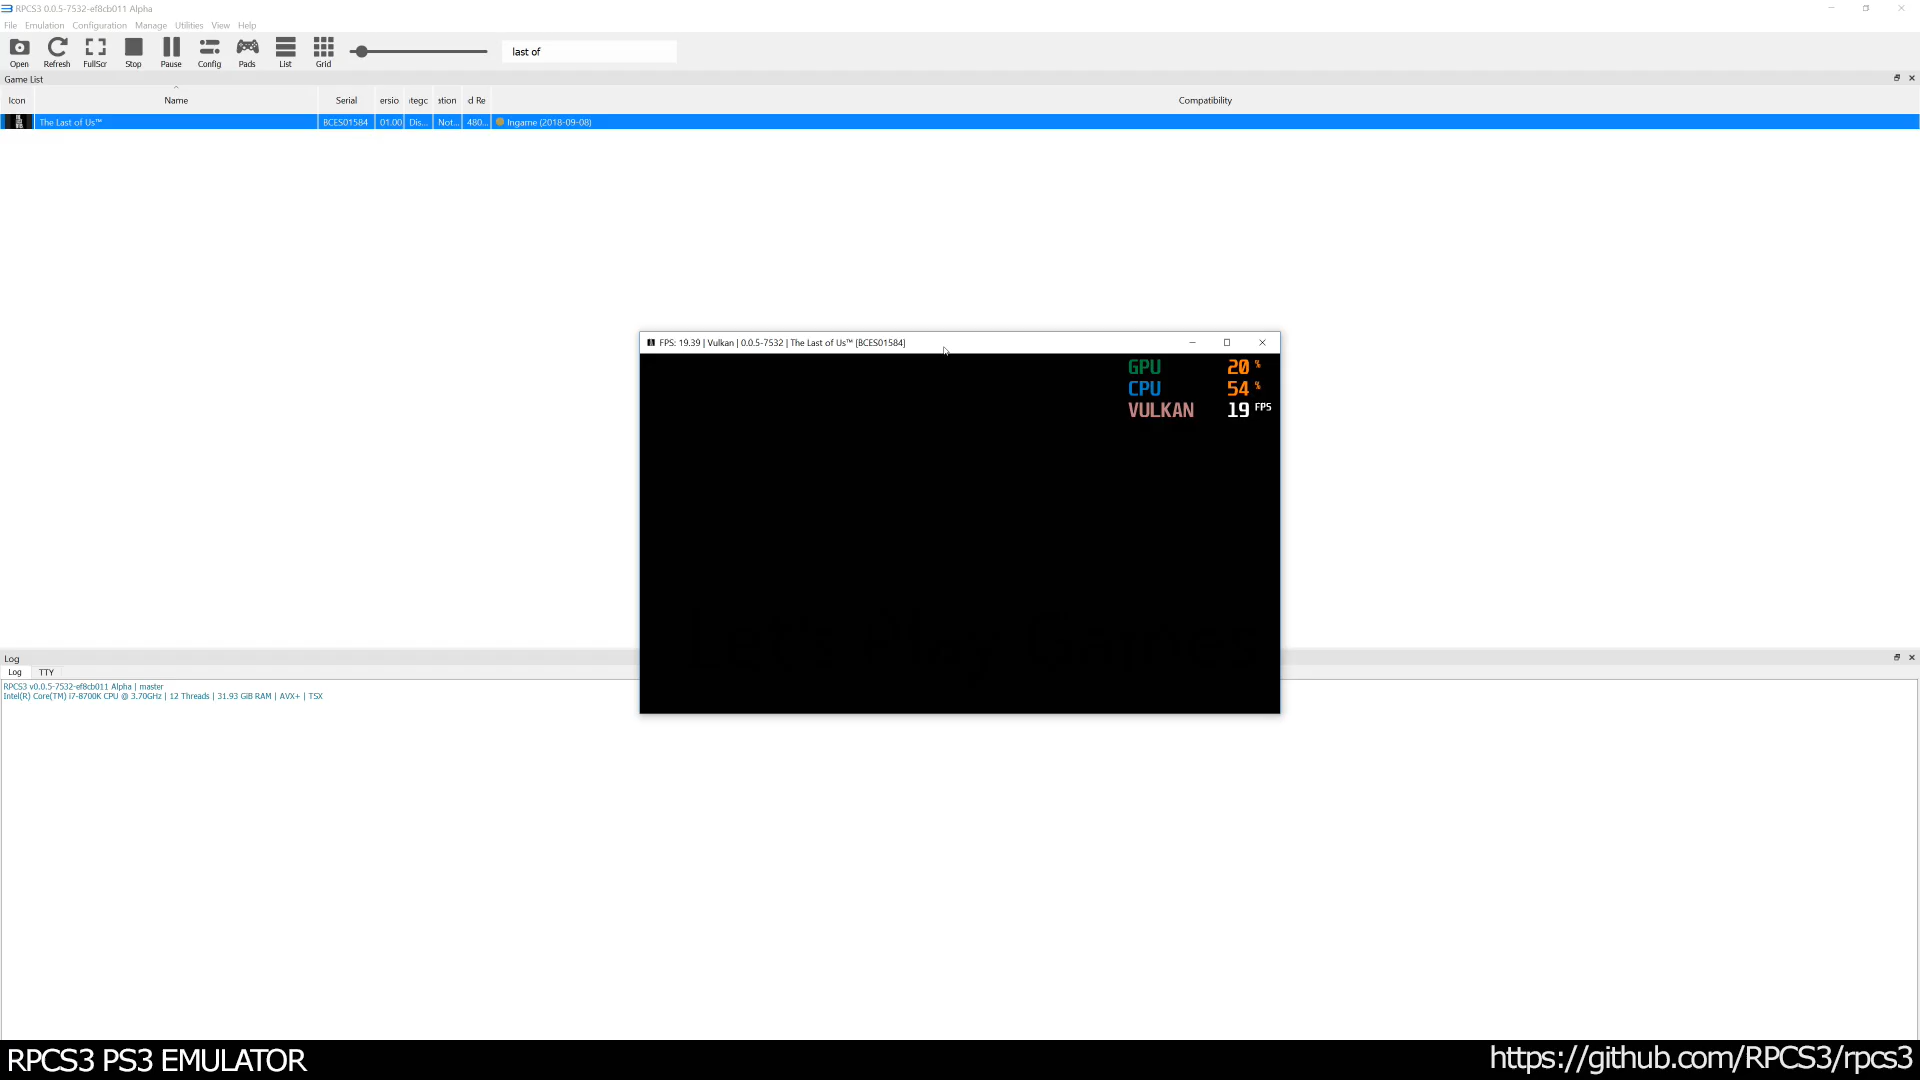 RPCS3 0.0.5-7532-ef8cb011 Alpha
File Emulation Configuration Manage Utilities View Help
Open Refresh FullScr Stop Pause Config Pads List Grid
last of
Game List
Icon Name Serial ersio itegc stion d Re Compatibility
The Last of Us™ BCES01584 01.00 Dis... Not... 480... Ingame (2018-09-08)
FPS: 19.39 | Vulkan | 0.0.5-7532 | The Last of Us™ [BCES01584]
GPU 20 %
CPU 54 %
VULKAN 19 FPS
Log
Log TTY
RPCS3 v0.0.5-7532-ef8cb011 Alpha | master
Intel(R) Core(TM) i7-8700K CPU @ 3.70GHz | 12 Threads | 31.93 GiB RAM | AVX+ | TSX
RPCS3 PS3 EMULATOR
https://github.com/RPCS3/rpcs3